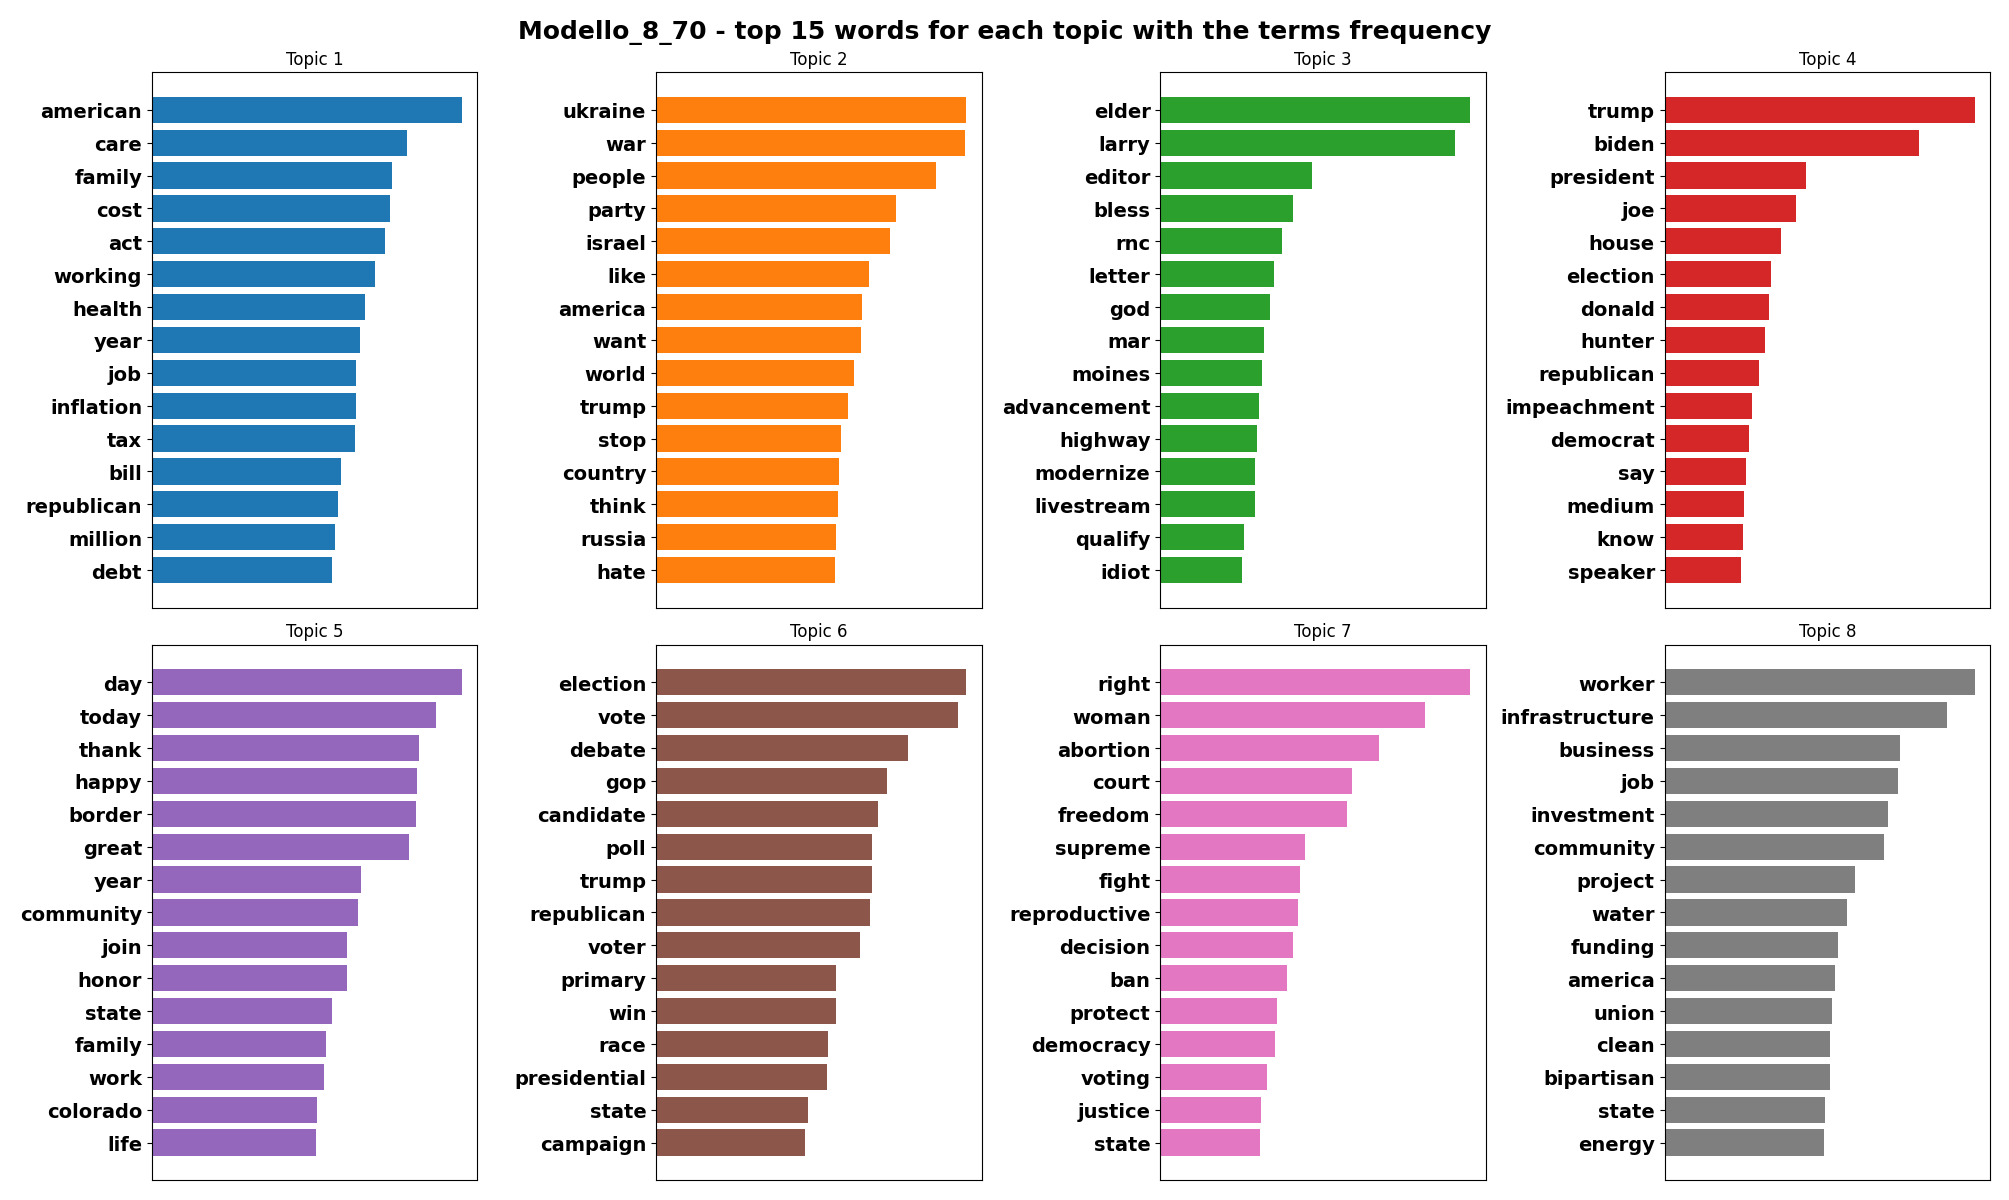 Modello_8_70 - top 15 words for each topic with the terms frequency
Topic 1
american
care
family
cost
act
working
health
year
job
inflation
tax
bill
republican
million
debt
Topic 2
ukraine
war
people
party
israel
like
america
want
world
trump
stop
country
think
russia
hate
Topic 3
elder
larry
editor
bless
rnc
letter
god
mar
moines
advancement
highway
modernize
livestream
qualify
idiot
Topic 4
trump
biden
president
joe
house
election
donald
hunter
republican
impeachment
democrat
say
medium
know
speaker
Topic 5
day
today
thank
happy
border
great
year
community
join
honor
state
family
work
colorado
life
Topic 6
election
vote
debate
gop
candidate
poll
trump
republican
voter
primary
win
race
presidential
state
campaign
Topic 7
right
woman
abortion
court
freedom
supreme
fight
reproductive
decision
ban
protect
democracy
voting
justice
state
Topic 8
worker
infrastructure
business
job
investment
community
project
water
funding
america
union
clean
bipartisan
state
energy